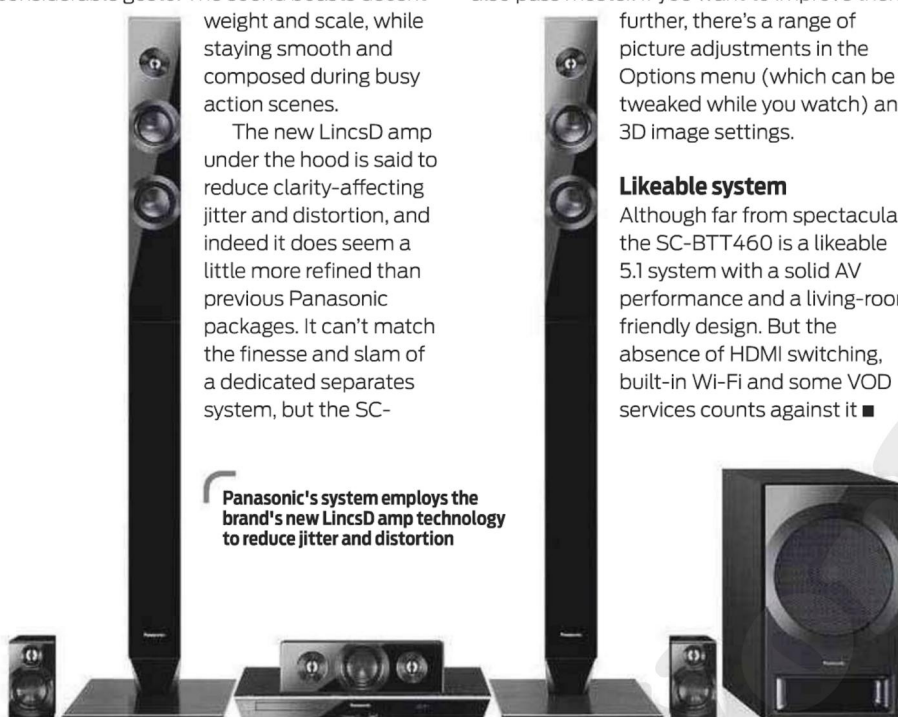 weight and scale, while
staying smooth and
composed during busy
action scenes.
The new LincsD amp
under the hood is said to
reduce clarity-affecting
jitter and distortion, and
indeed it does seem a
little more refined than
previous Panasonic
packages. It can't match
the finesse and slam of
a dedicated separates
system, but the SC-
Panasonic's system employs the
brand's new LincsD amp technology
to reduce jitter and distortion
further, there's a range of
picture adjustments in the
Options menu (which can be
tweaked while you watch) an
3D image settings.
Likeable system
Although far from spectacula
the SC-BTT460 is a likeable
5.1 system with a solid AV
performance and a living-roo
friendly design. But the
absence of HDMI switching,
built-in Wi-Fi and some VOD
services counts against it ■
Panasonic
Panasonic
Panasonic
Panasonic